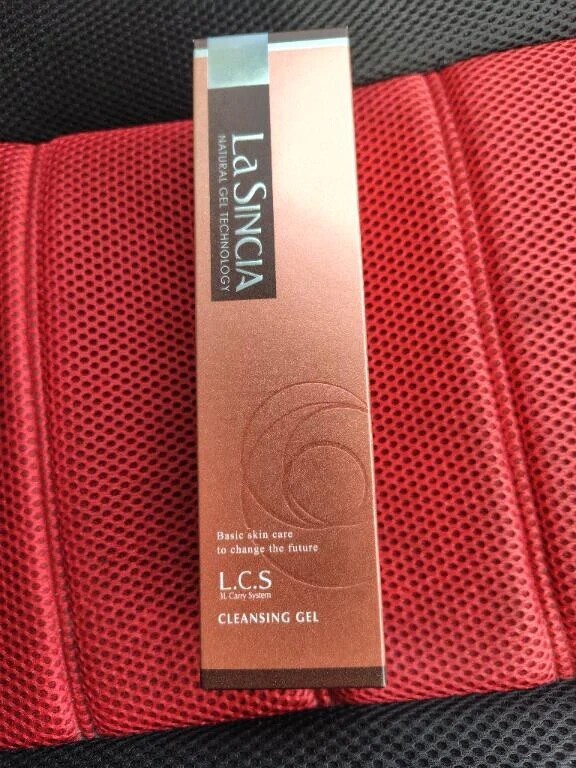 La SINCIA
NATURAL GEL TECHNOLOGY
Basic skin care
to change the future
L.C.S
3L Carry System
CLEANSING GEL